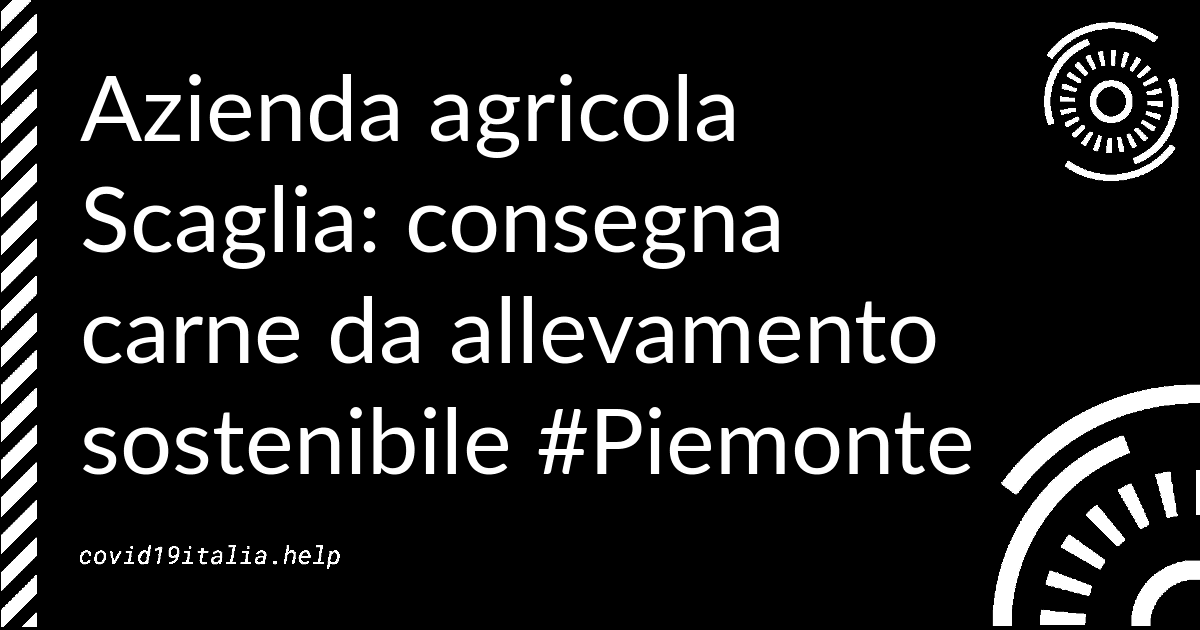 Azienda agricola
Scaglia: consegna
carne da allevamento
sostenibile #Piemonte
covid19italia.help